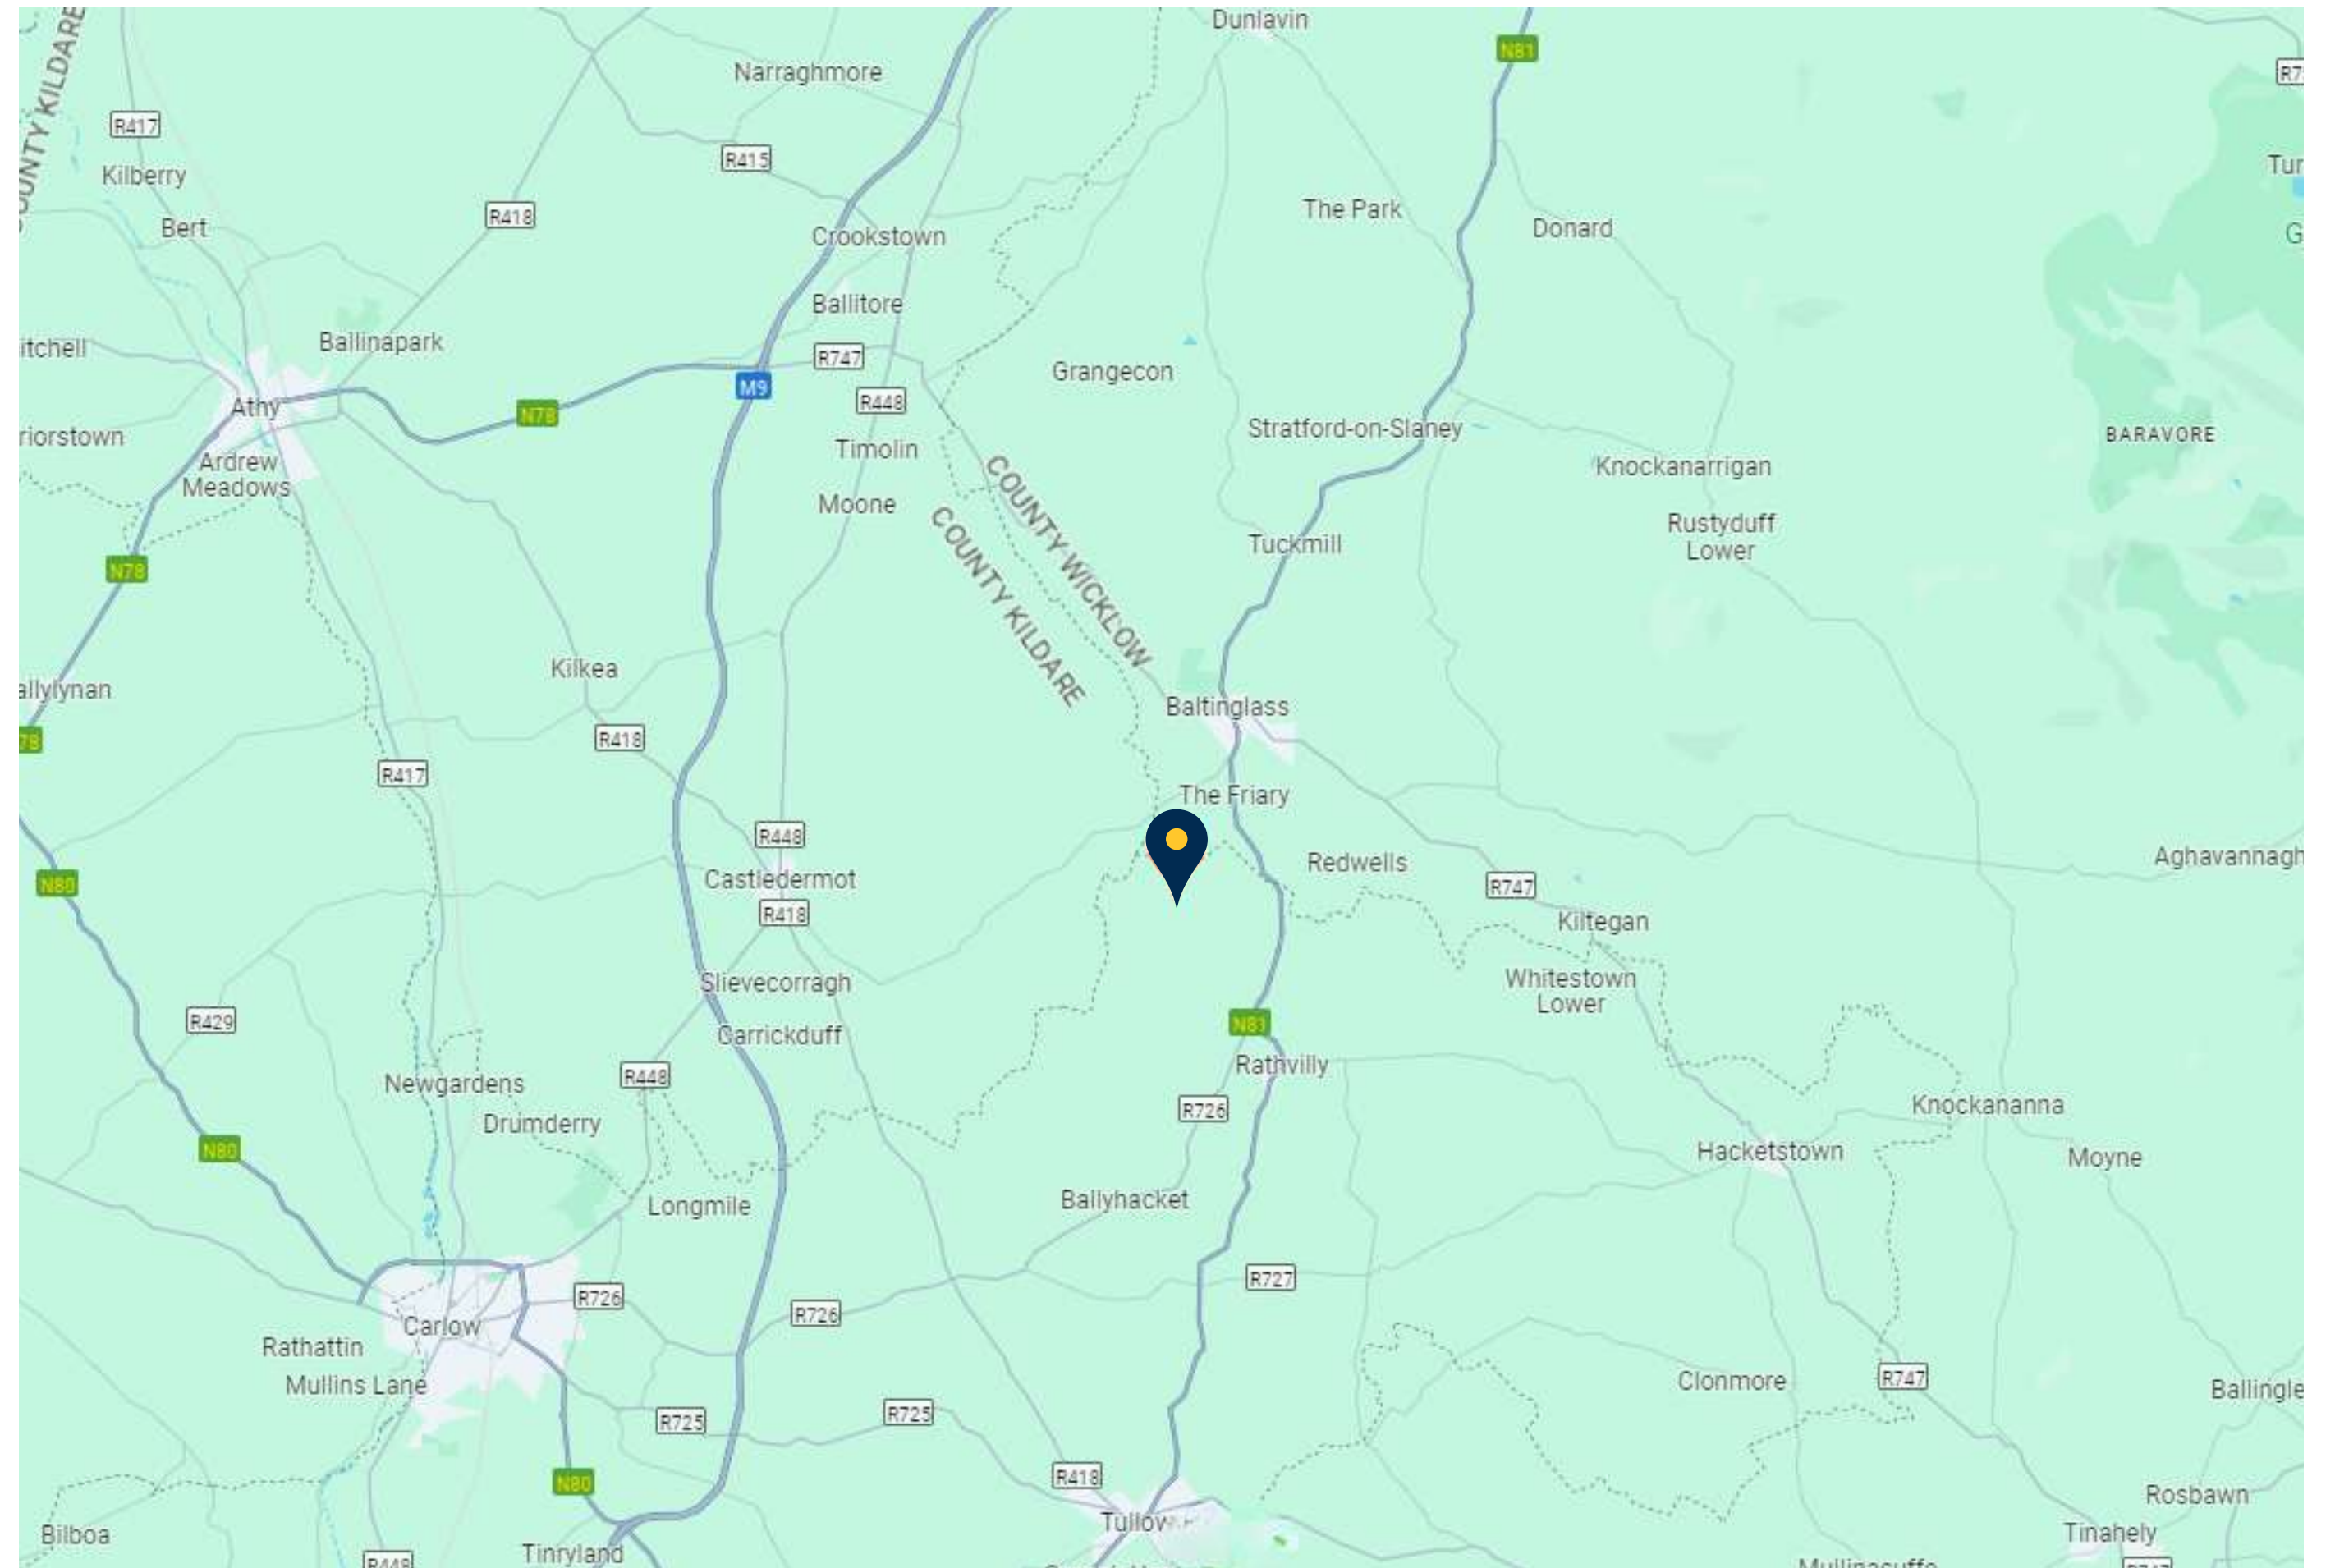 COUNTY KILDARE
Dunlavin
N81
Narraghmore
R7
R417
R415
Kilberry
Tur
R418
The Park
Bert
Donard
G
Crookstown
Ballitore
Ballinapark
itchell
R747
Grangecon
M9
R448
Athy
N78
Stratford-on-Slaney
riorstown
BARAVORE
Timolin
Ardrew
Meadows
Knockanarrigan
COUNTY WICKLOW
COUNTY KILDARE
Moone
Rustyduff
Lower
Tuckmill
N78
Kilkea
allylynan
Baltinglass
R418
78
R417
The Friary
R448
Redwells
Aghavannagh
Castledermot
N80
R747
R418
Kiltegan
Slievecorragh
Whitestown
Lower
R429
N81
Carrickduff
Rathvilly
R448
Newgardens
R726
Knockananna
Drumderry
N80
Hacketstown
Moyne
Ballyhacket
Longmile
R727
R726
R726
Carlow
Rathattin
Mullins Lane
Clonmore
R747
Ballingle
R725
R725
R418
N80
Rosbawn
Tullow
Bilboa
Tinahely
Tinryland
R448
R747